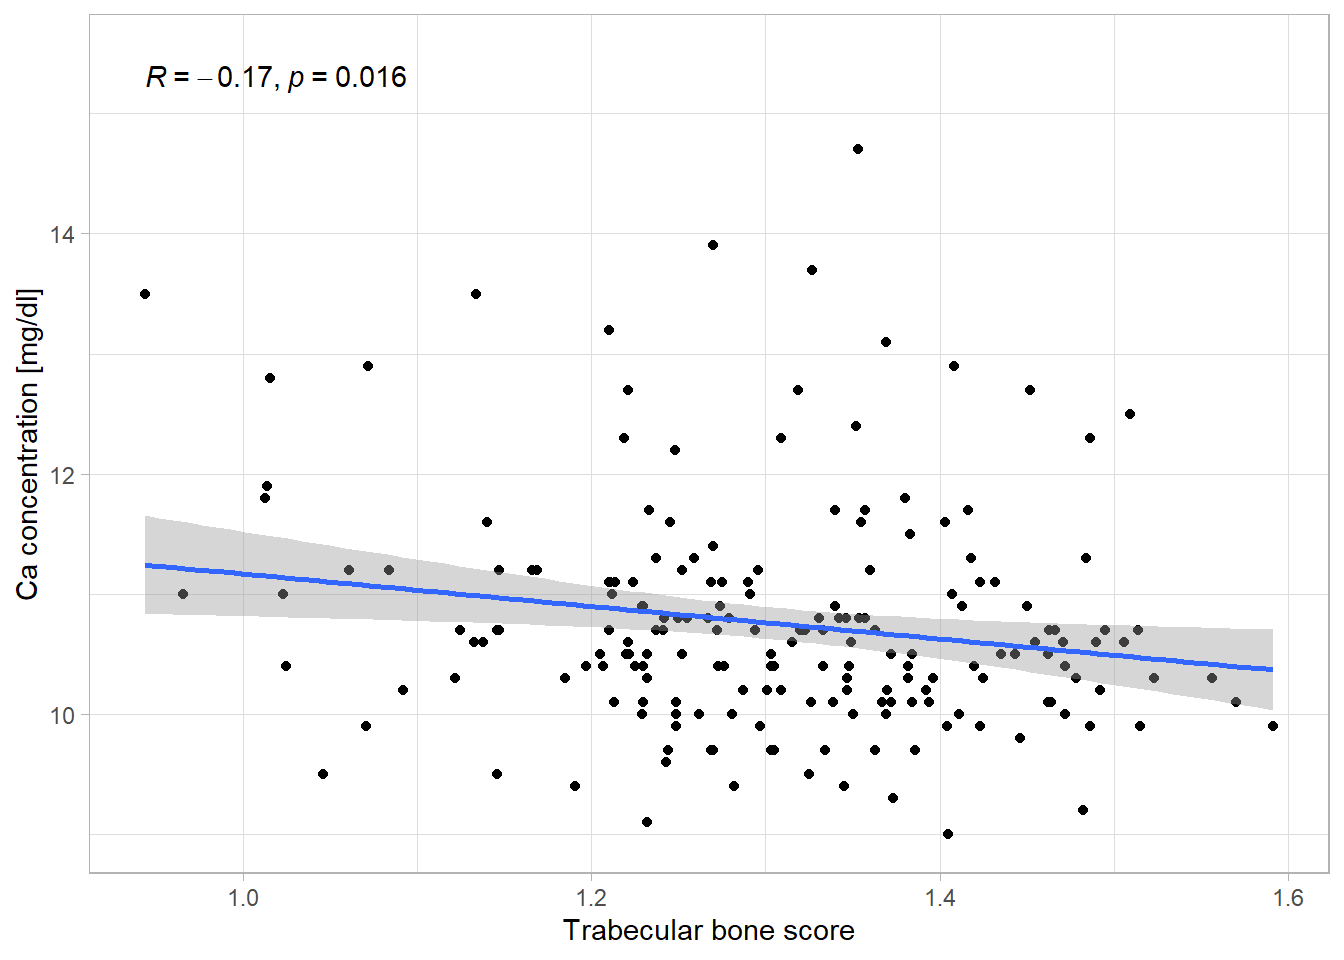 R = −0.17, p = 0.016
14
12
10
Ca concentration [mg/dl]
1.0 1.2 1.4 1.6
Trabecular bone score